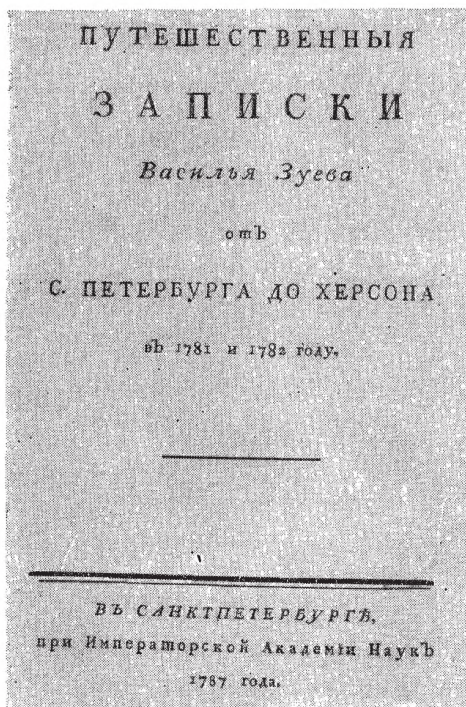 ПУТЕШЕСТВЕННЫЯ
ЗАПИСКИ
Василья Зуева
отЪ
С. ПЕТЕРБУРГА ДО ХЕРСОНА
вЪ 1781 и 1782 году.
ВЪ САНКТПЕТЕРБУРГѢ,
при Императорской Академіи НаукЪ
1787 года.